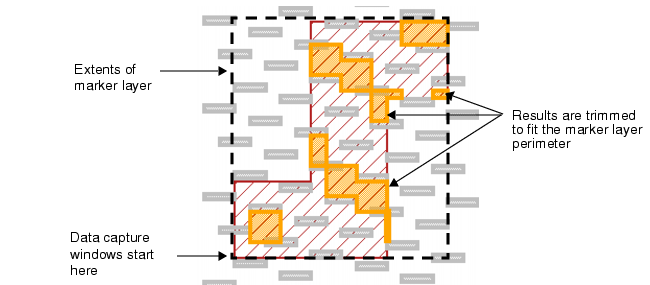 Extents of
marker layer
Results are trimmed
to fit the marker layer
perimeter
Data capture
windows start
here